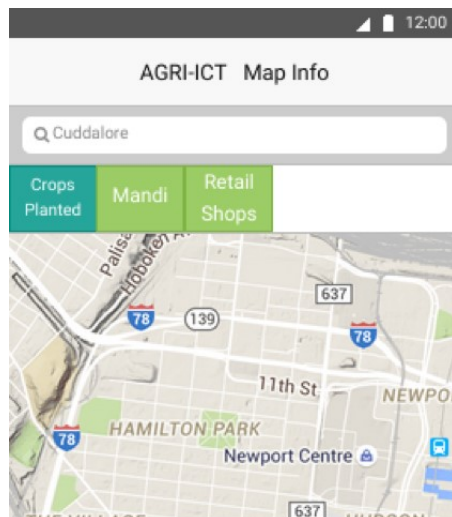 12:00
AGRI-ICT Map Info
Cuddalore
Crops
Planted
Mandi
Retail
Shops
Hoboken
637
78
139
78
11th St
NEWPO
HAMILTON PARK
78
Newport Centre
637